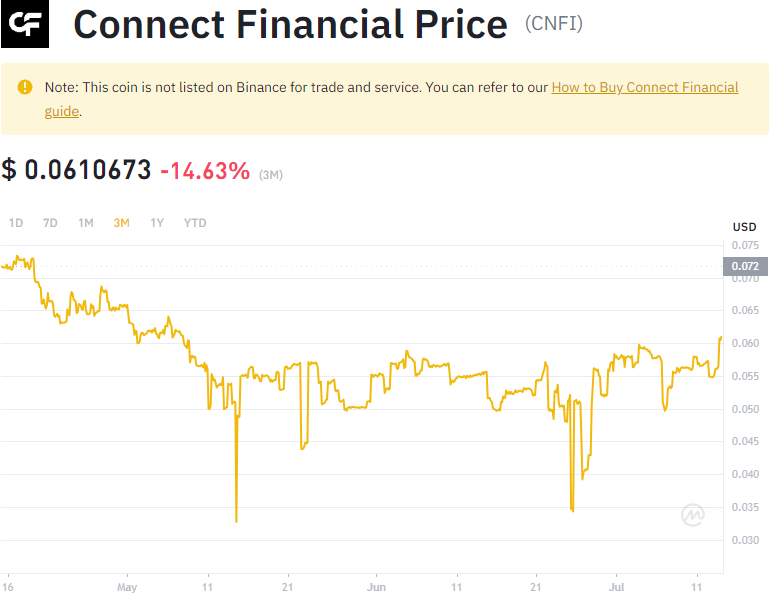 CF
Connect Financial Price (CNFI)
Note: This coin is not listed on Binance for trade and service. You can refer to our How to Buy Connect Financial
guide.
$ 0.0610673 -14.63% (3M)
1D 7D 1M 3M 1Y YTD
USD
0.075
0.072
0.070
0.065
0.060
0.055
0.050
0.045
0.040
0.035
0.030
16 May 11 21 Jun 11 21 Jul 11